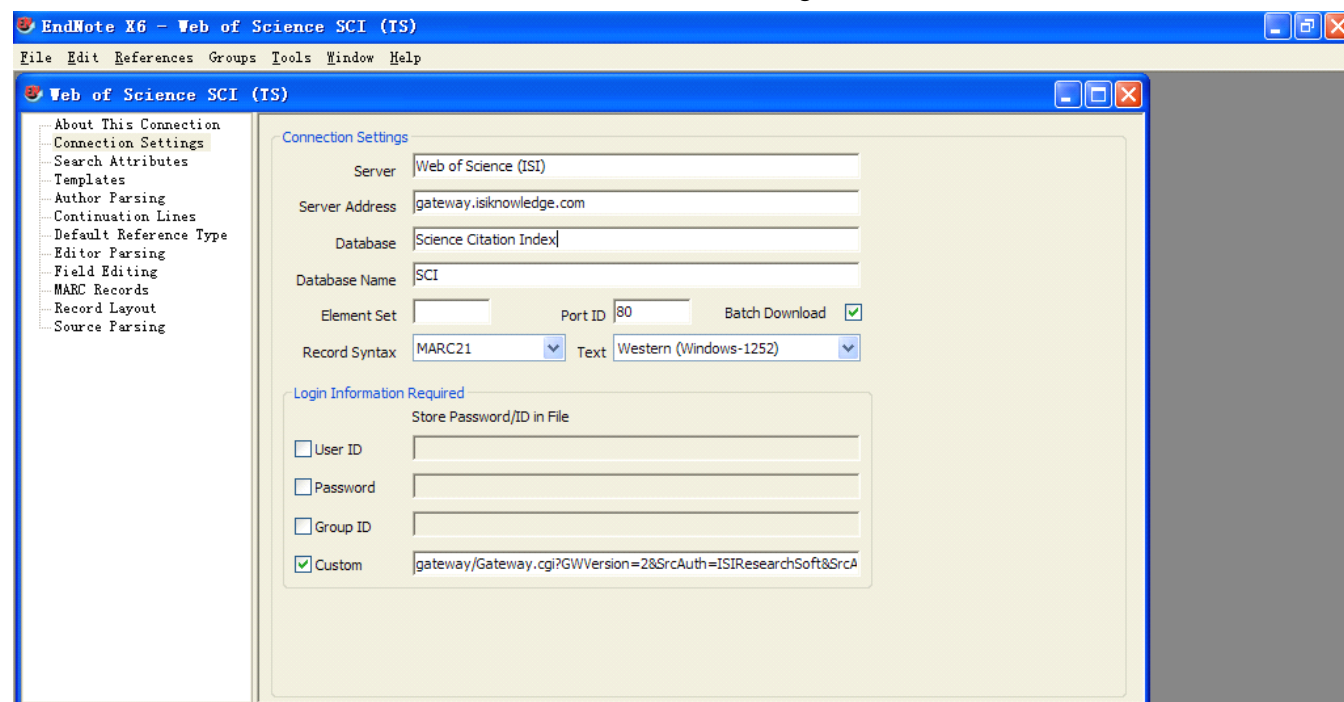 EndNote X6 - Web of Science SCI (TS)
File Edit References Groups Tools Window Help
Web of Science SCI (TS)
About This Connection
Connection Settings
Search Attributes
Templates
Author Parsing
Continuation Lines
Default Reference Type
Editor Parsing
Field Editing
MARC Records
Record Layout
Source Parsing
Connection Settings
Server Web of Science (ISI)
Server Address gateway.isiknowledge.com
Database Science Citation Index
Database Name SCI
Element Set Port ID 80 Batch Download
Record Syntax MARC21 Text Western (Windows-1252)
Login Information Required
Store Password/ID in File
User ID
Password
Group ID
Custom gateway/Gateway.cgi?GWVersion=2&SrcAuth=ISIResearchSoft&SrcA